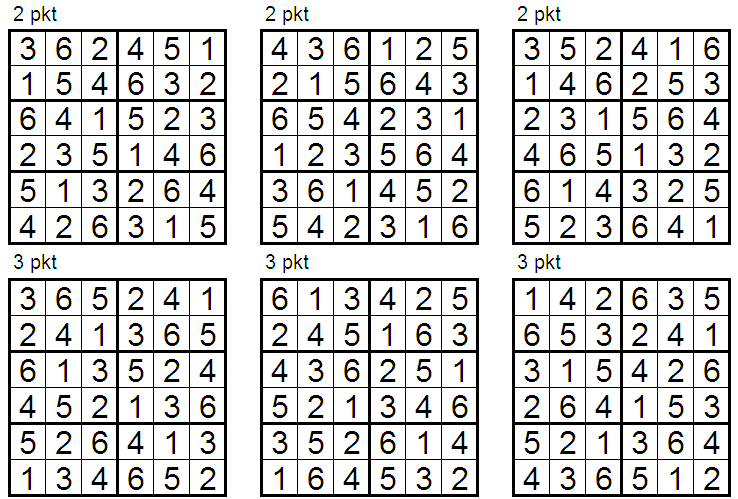 2 pkt 2 pkt 2 pkt
3 6 2 4 5 1 4 3 6 1 2 5 3 5 2 4 1 6
1 5 4 6 3 2 2 1 5 6 4 3 1 4 6 2 5 3
6 4 1 5 2 3 6 5 4 2 3 1 2 3 1 5 6 4
2 3 5 1 4 6 1 2 3 5 6 4 4 6 5 1 3 2
5 1 3 2 6 4 3 6 1 4 5 2 6 1 4 3 2 5
4 2 6 3 1 5 5 4 2 3 1 6 5 2 3 6 4 1
3 pkt 3 pkt 3 pkt
3 6 5 2 4 1 6 1 3 4 2 5 1 4 2 6 3 5
2 4 1 3 6 5 2 4 5 1 6 3 6 5 3 2 4 1
6 1 3 5 2 4 4 3 6 2 5 1 3 1 5 4 2 6
4 5 2 1 3 6 5 2 1 3 4 6 2 6 4 1 5 3
5 2 6 4 1 3 3 5 2 6 1 4 5 2 1 3 6 4
1 3 4 6 5 2 1 6 4 5 3 2 4 3 6 5 1 2